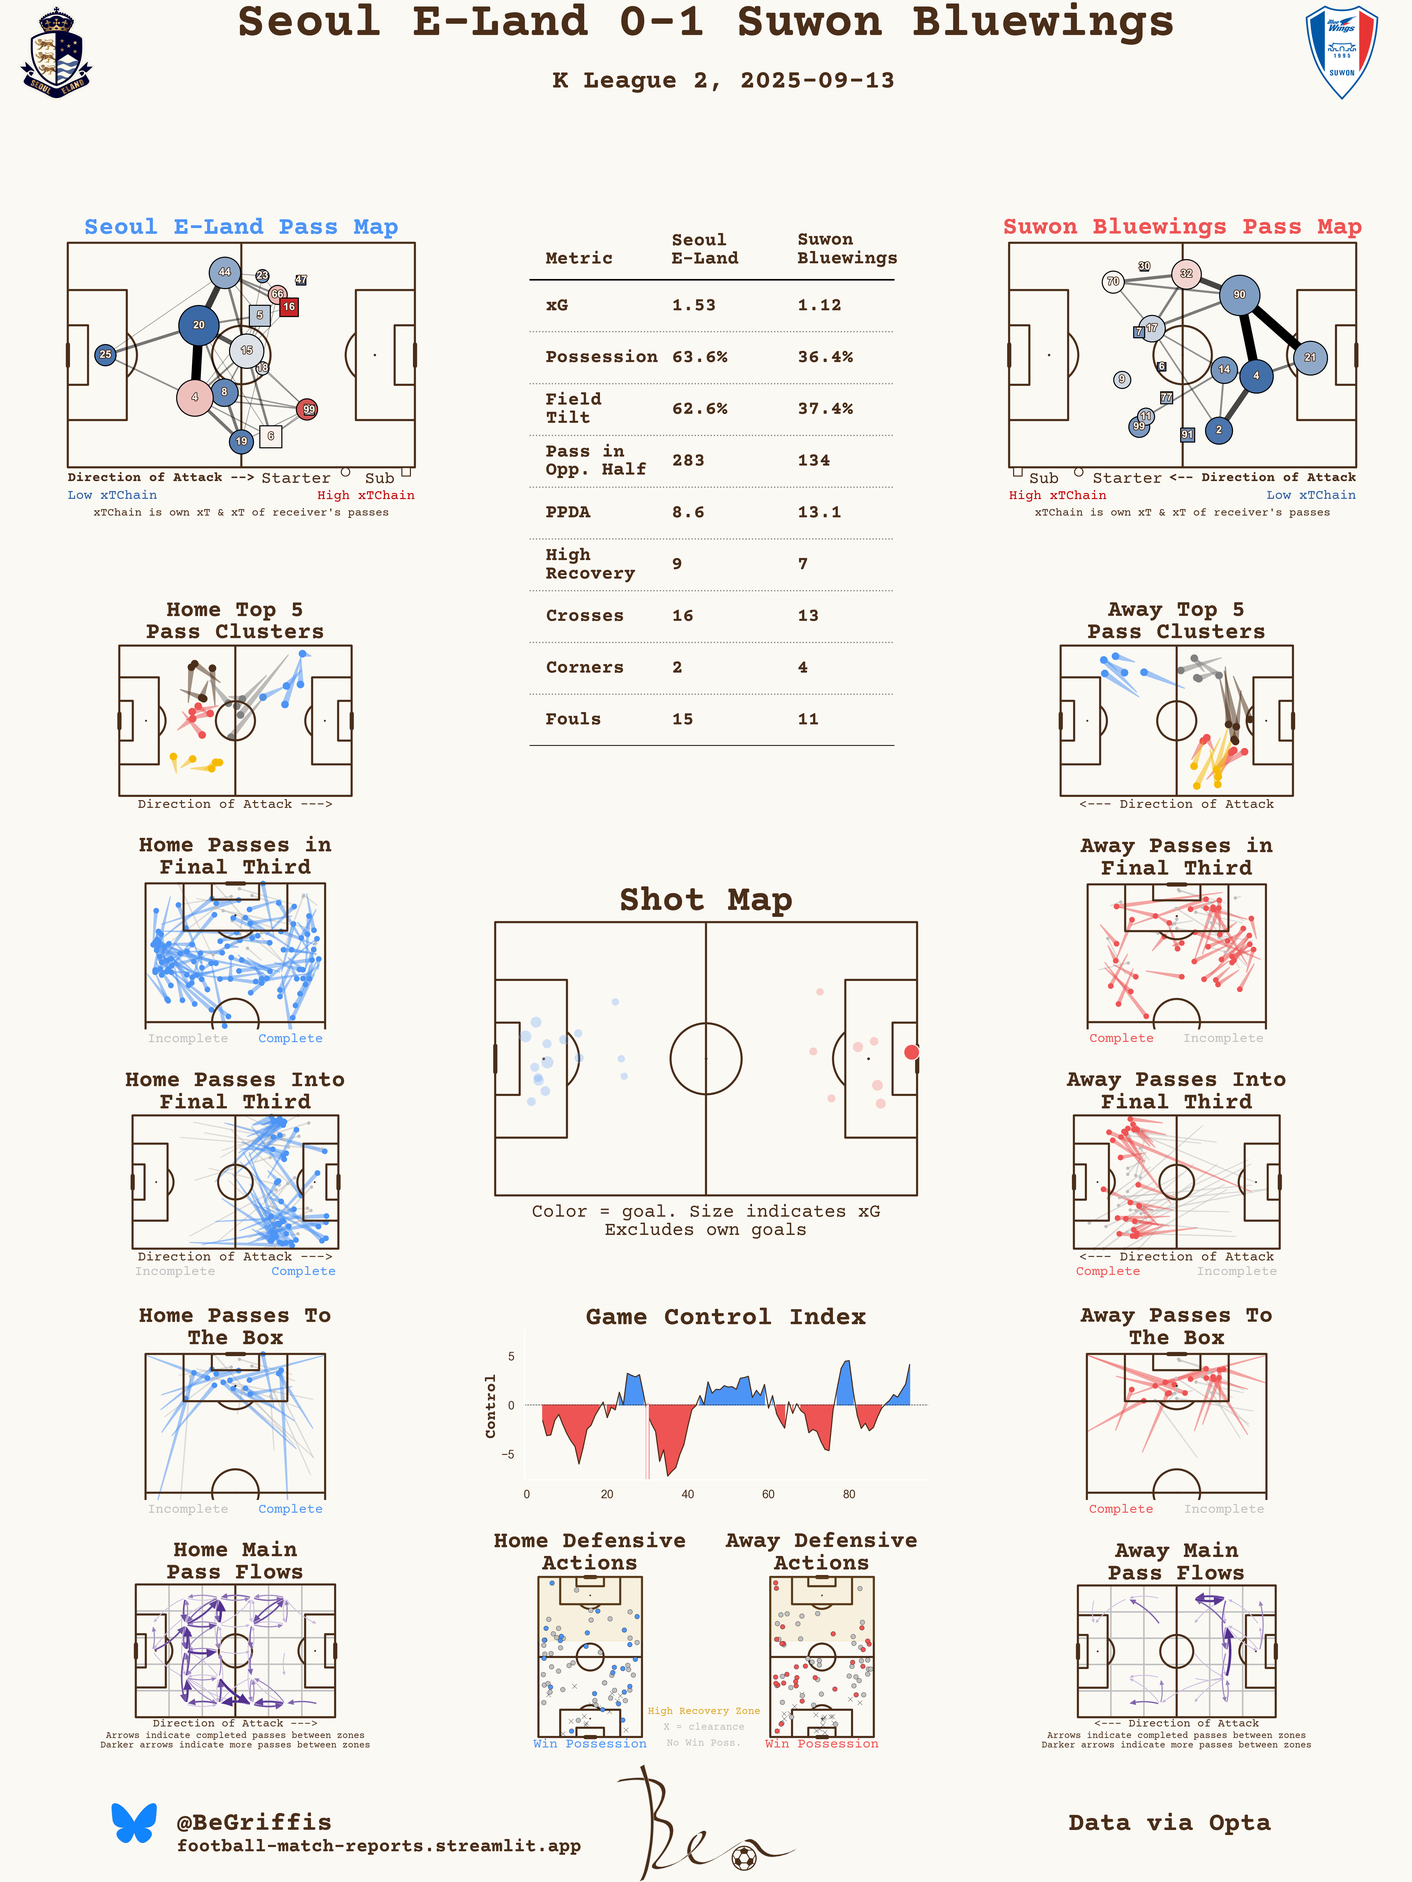 Seoul E-Land 0-1 Suwon Bluewings
K League 2, 2025-09-13
SEOUL ELAND
Blue Wings
1995
SUWON
Seoul E-Land Pass Map
44
23
47
66
16
5
20
15
25
18
8
4
99
19
6
Direction of Attack --> Starter Sub
Low xTChain High xTChain
xTChain is own xT & xT of receiver's passes
Metric Seoul E-Land Suwon Bluewings
xG 1.53 1.12
Possession 63.6% 36.4%
Field Tilt 62.6% 37.4%
Pass in Opp. Half 283 134
PPDA 8.6 13.1
High Recovery 9 7
Crosses 16 13
Corners 2 4
Fouls 15 11
Suwon Bluewings Pass Map
30
32
70
90
17
7
21
6
14
4
9
77
11
99
91
2
Sub Starter <-- Direction of Attack
High xTChain Low xTChain
xTChain is own xT & xT of receiver's passes
Home Top 5
Pass Clusters
Direction of Attack --->
Away Top 5
Pass Clusters
<--- Direction of Attack
Home Passes in
Final Third
Incomplete Complete
Shot Map
Color = goal. Size indicates xG
Excludes own goals
Away Passes in
Final Third
Complete Incomplete
Home Passes Into
Final Third
Direction of Attack --->
Incomplete Complete
Away Passes Into
Final Third
<--- Direction of Attack
Complete Incomplete
Home Passes To
The Box
Incomplete Complete
Game Control Index
Control
5
0
−5
0 20 40 60 80
Away Passes To
The Box
Complete Incomplete
Home Main
Pass Flows
Direction of Attack --->
Arrows indicate completed passes between zones
Darker arrows indicate more passes between zones
Home Defensive
Actions
Win Possession
Away Defensive
Actions
Win Possession
High Recovery Zone
X = clearance
No Win Poss.
Away Main
Pass Flows
<--- Direction of Attack
Arrows indicate completed passes between zones
Darker arrows indicate more passes between zones
@BeGriffis
football-match-reports.streamlit.app
Ben
Data via Opta